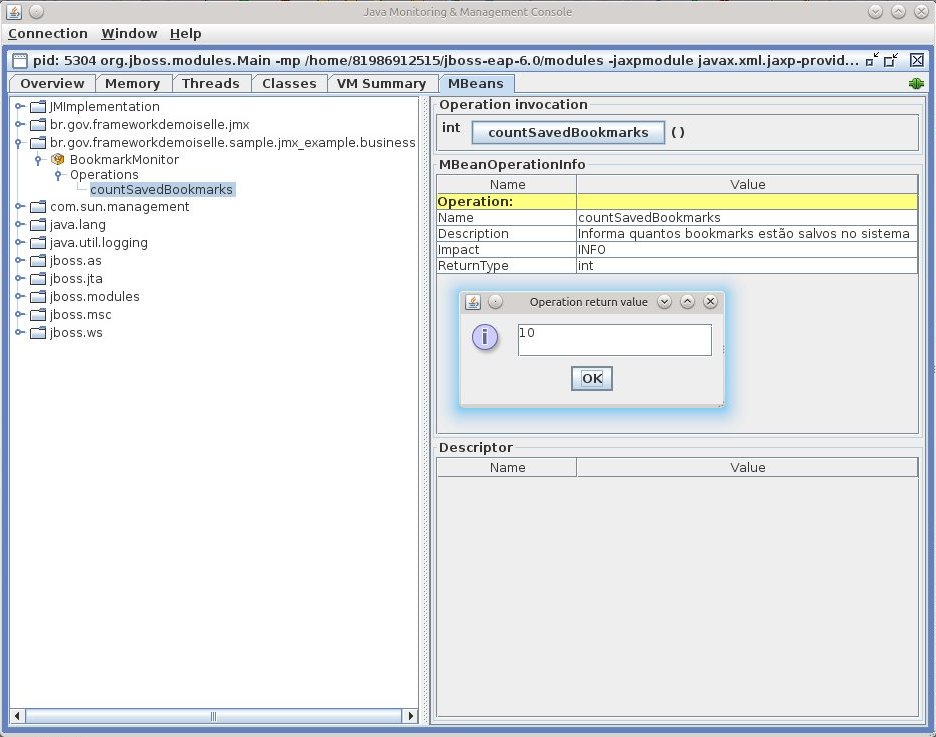 Java Monitoring & Management Console
Connection Window Help
pid: 5304 org.jboss.modules.Main -mp /home/81986912515/jboss-eap-6.0/modules -jaxpmodule javax.xml.jaxp-provid...
Overview Memory Threads Classes VM Summary MBeans
JMImplementation
br.gov.frameworkdemoiselle.jmx
br.gov.frameworkdemoiselle.sample.jmx_example.business
BookmarkMonitor
Operations
countSavedBookmarks
com.sun.management
java.lang
java.util.logging
jboss.as
jboss.jta
jboss.modules
jboss.msc
jboss.ws
Operation invocation
int countSavedBookmarks ( )
MBeanOperationInfo
Name Value
Operation:
Name countSavedBookmarks
Description Informa quantos bookmarks estão salvos no sistema
Impact INFO
ReturnType int
Operation return value
i 10
OK
Descriptor
Name Value